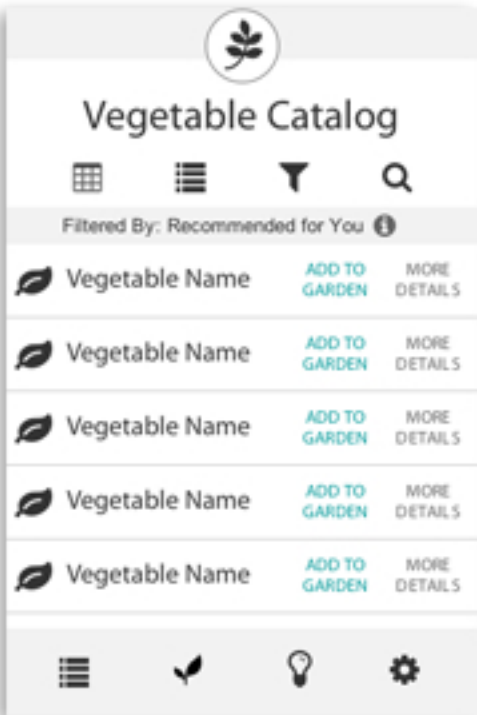 Vegetable Catalog
Filtered By: Recommended for You
Vegetable Name
ADD TO
GARDEN
MORE
DETAILS
Vegetable Name
ADD TO
GARDEN
MORE
DETAILS
Vegetable Name
ADD TO
GARDEN
MORE
DETAILS
Vegetable Name
ADD TO
GARDEN
MORE
DETAILS
Vegetable Name
ADD TO
GARDEN
MORE
DETAILS